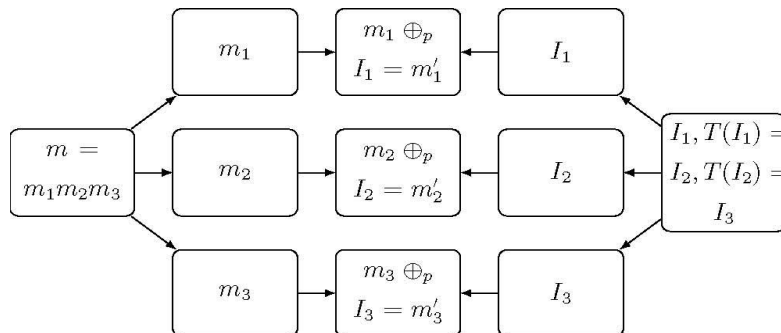 m₁
m₁ ⊕ₚ
I₁ = m′₁
I₁
m =
m₁m₂m₃
m₂
m₂ ⊕ₚ
I₂ = m′₂
I₂
I₁, T(I₁) =
I₂, T(I₂) =
I₃
m₃
m₃ ⊕ₚ
I₃ = m′₃
I₃